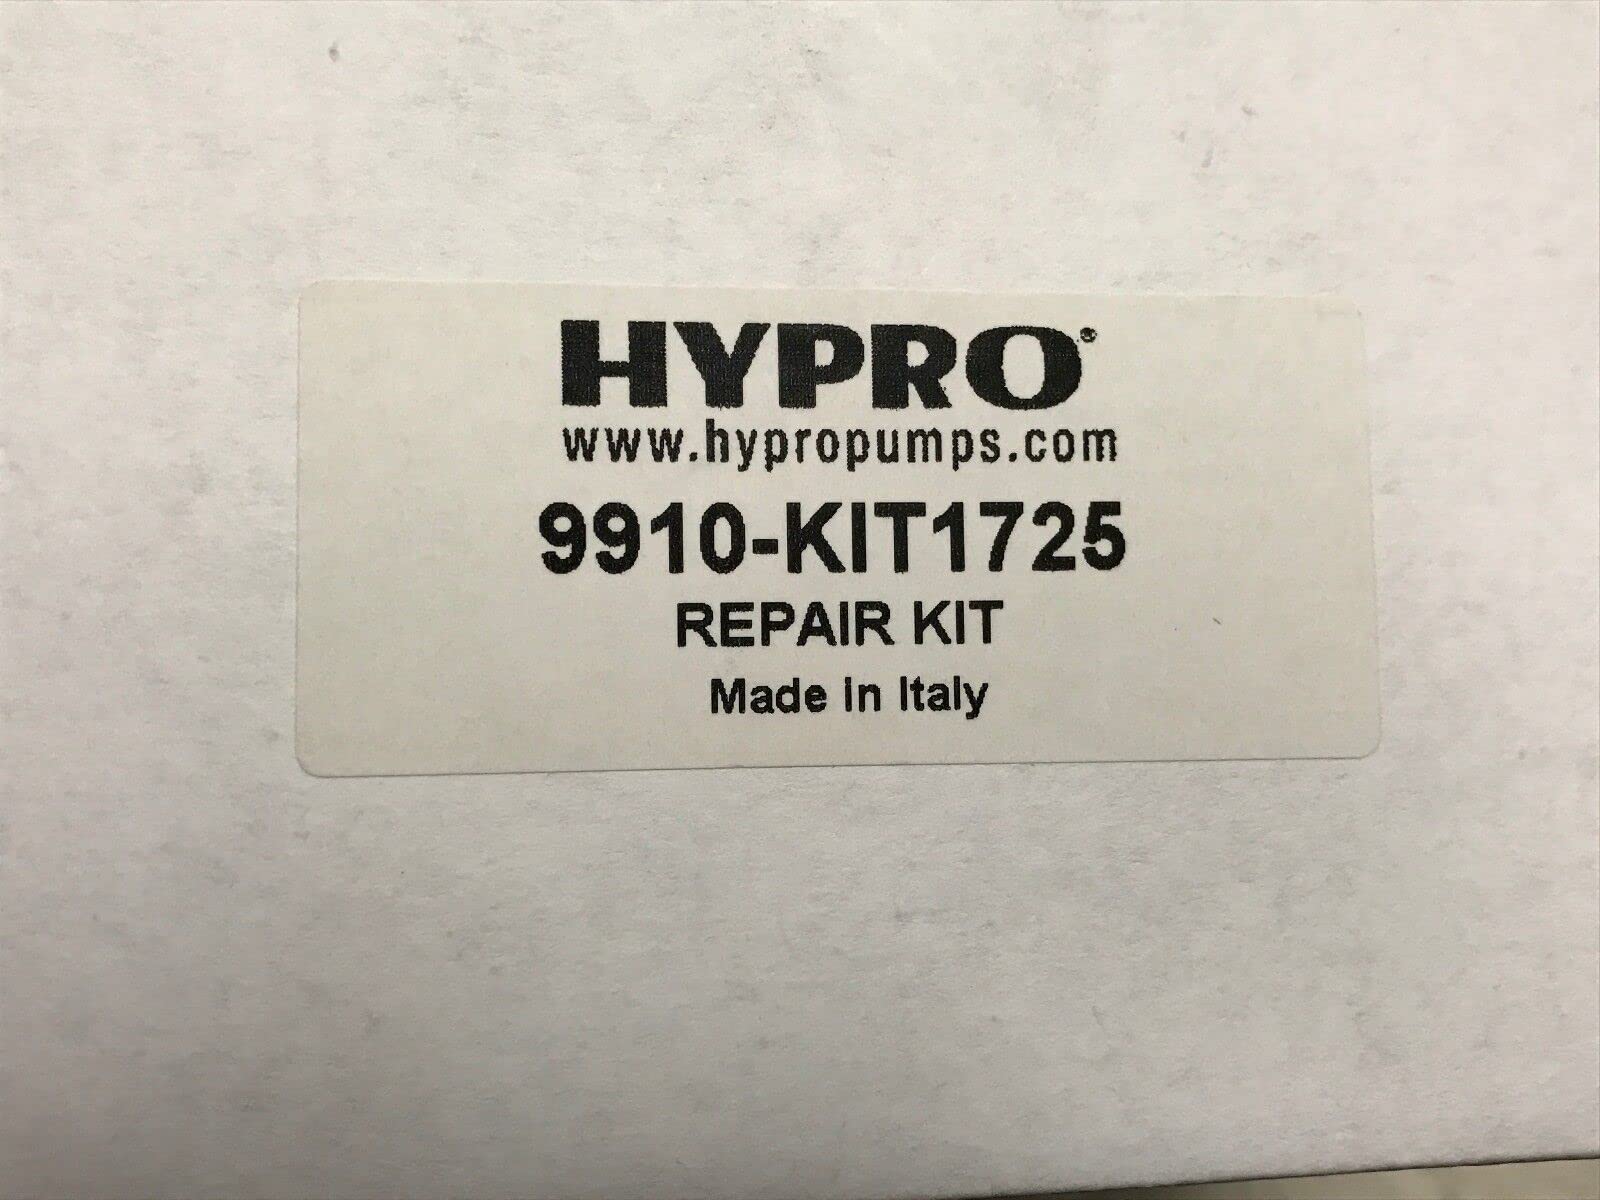 HYPRO®
www.hypropumps.com
9910-KIT1725
REPAIR KIT
Made in Italy